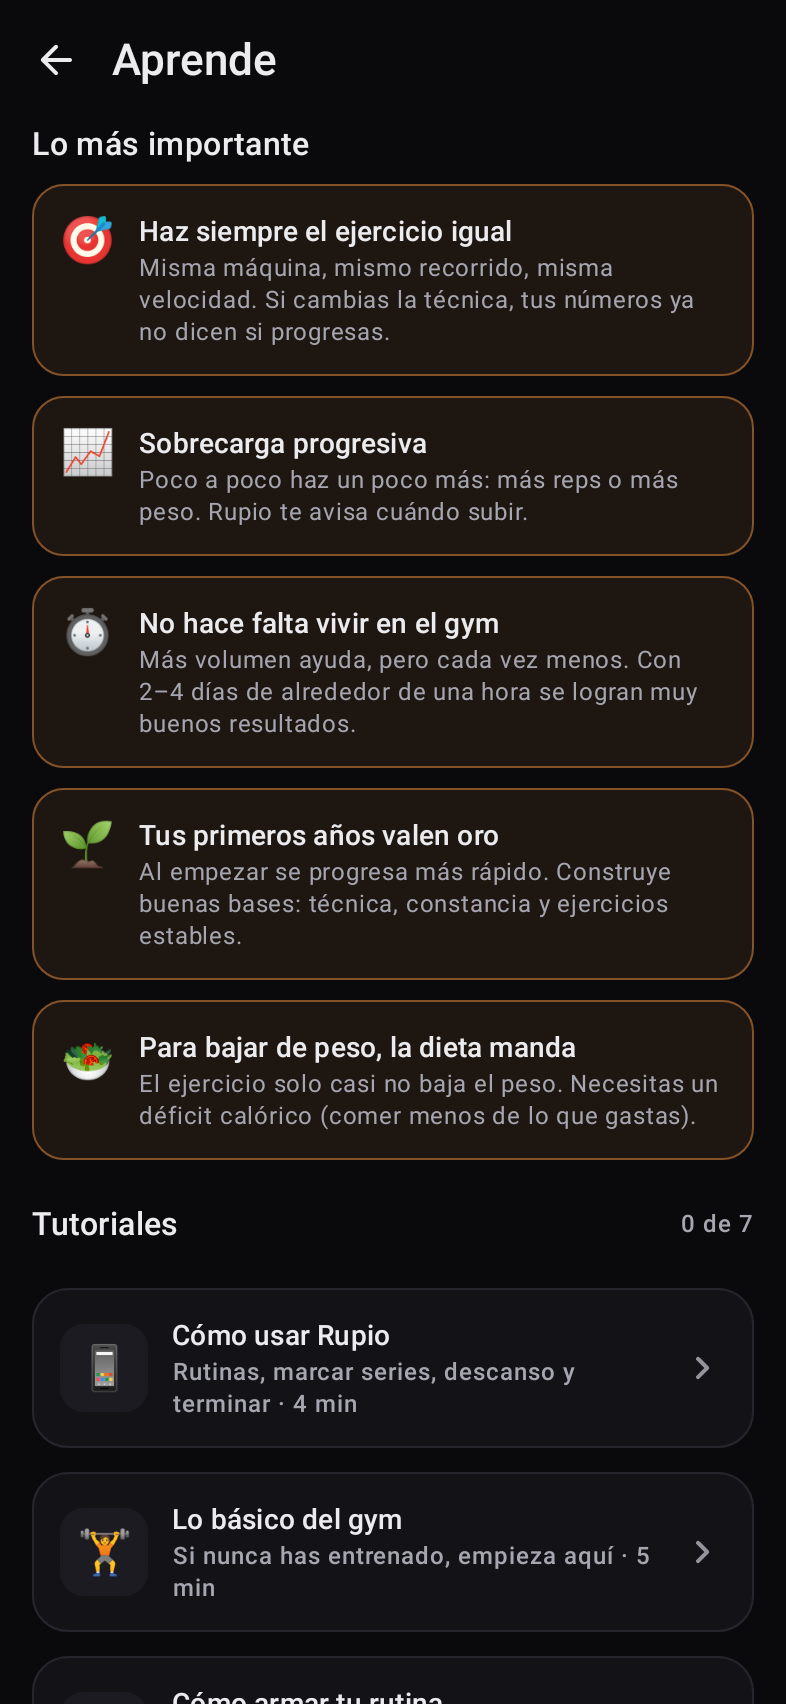 Aprende
Lo más importante
Haz siempre el ejercicio igual
Misma máquina, mismo recorrido, misma
velocidad. Si cambias la técnica, tus números ya
no dicen si progresas.
Sobrecarga progresiva
Poco a poco haz un poco más: más reps o más
peso. Rupio te avisa cuándo subir.
No hace falta vivir en el gym
Más volumen ayuda, pero cada vez menos. Con
2–4 días de alrededor de una hora se logran muy
buenos resultados.
Tus primeros años valen oro
Al empezar se progresa más rápido. Construye
buenas bases: técnica, constancia y ejercicios
estables.
Para bajar de peso, la dieta manda
El ejercicio solo casi no baja el peso. Necesitas un
déficit calórico (comer menos de lo que gastas).
Tutoriales
0 de 7
Cómo usar Rupio
Rutinas, marcar series, descanso y
terminar · 4 min
Lo básico del gym
Si nunca has entrenado, empieza aquí · 5
min
Cómo armar tu rutina